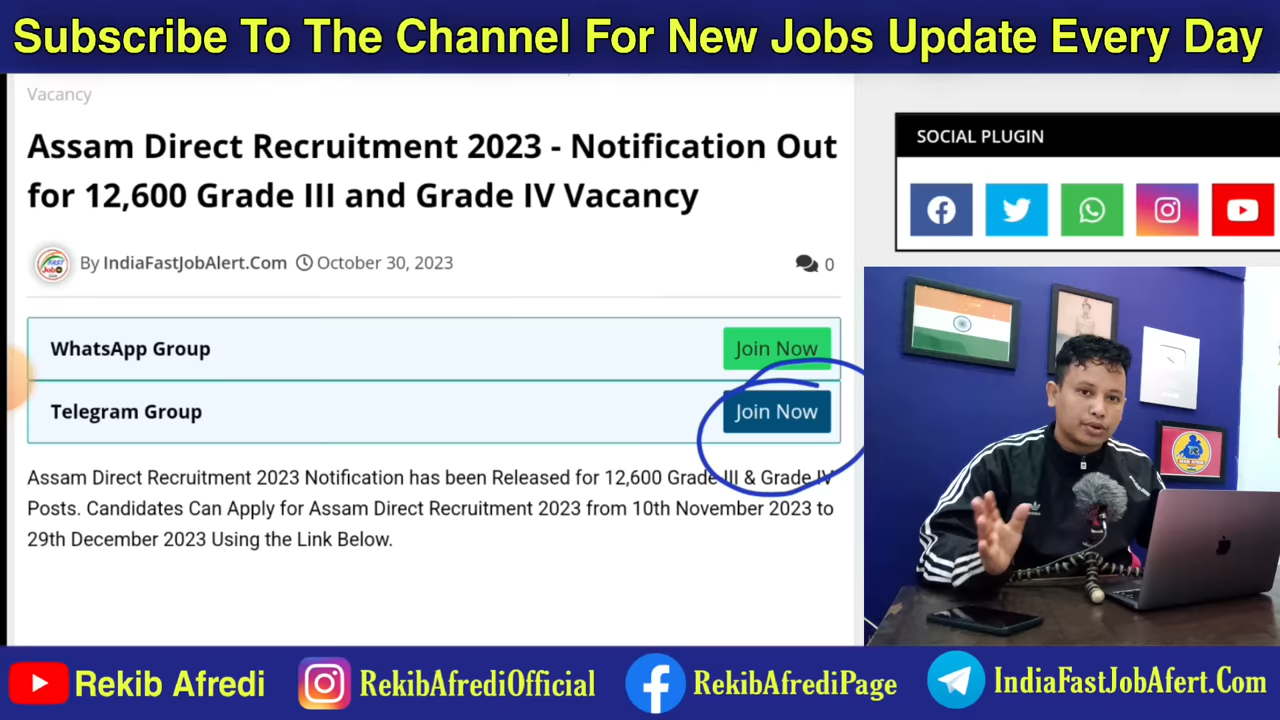 Subscribe To The Channel For New Jobs Update Every Day
Vacancy
Assam Direct Recruitment 2023 - Notification Out
for 12,600 Grade III and Grade IV Vacancy
By IndiaFastJobAlert.Com October 30, 2023
0
WhatsApp Group
Join Now
Telegram Group
Join Now
Assam Direct Recruitment 2023 Notification has been Released for 12,600 Grade III & Grade IV
Posts. Candidates Can Apply for Assam Direct Recruitment 2023 from 10th November 2023 to
29th December 2023 Using the Link Below.
SOCIAL PLUGIN
Rekib Afredi
RekibAfrediOfficial
RekibAfrediPage
IndiaFastJobAfert.Com